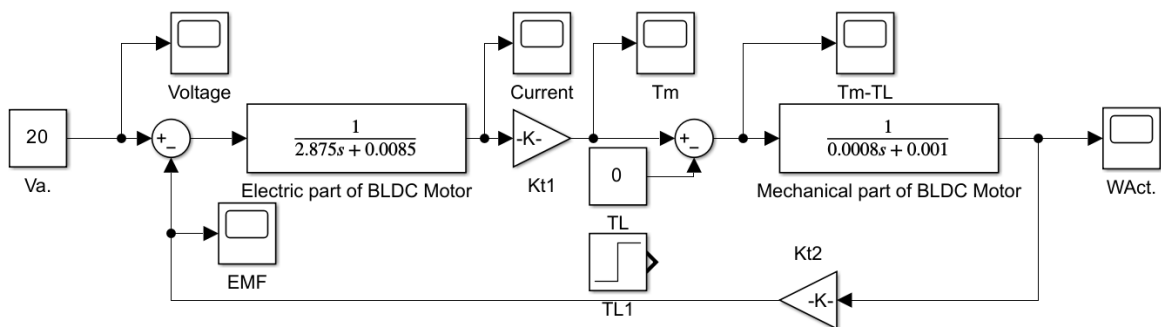 Voltage
Current
Tm
Tm-TL
20
+
−
1
2.875s + 0.0085
-K-
+
−
1
0.0008s + 0.001
Va.
Electric part of BLDC Motor
Kt1
0
TL
Mechanical part of BLDC Motor
WAct.
EMF
TL1
Kt2
-K-